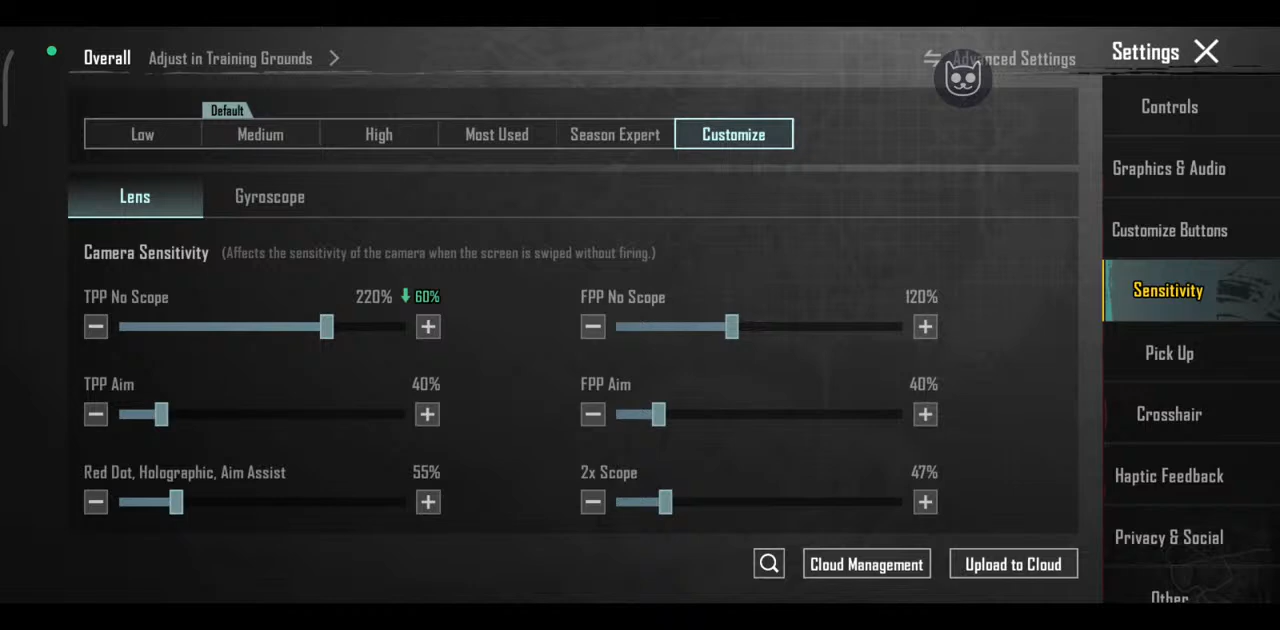 Overall Adjust in Training Grounds Advanced Settings Settings
Default
Low Medium High Most Used Season Expert Customize
Lens Gyroscope
Camera Sensitivity (Affects the sensitivity of the camera when the screen is swiped without firing.)
TPP No Scope 220% 60% FPP No Scope 120%
TPP Aim 40% FPP Aim 40%
Red Dot, Holographic, Aim Assist 55% 2x Scope 47%
Cloud Management Upload to Cloud
Controls
Graphics & Audio
Customize Buttons
Sensitivity
Pick Up
Crosshair
Haptic Feedback
Privacy & Social
Other